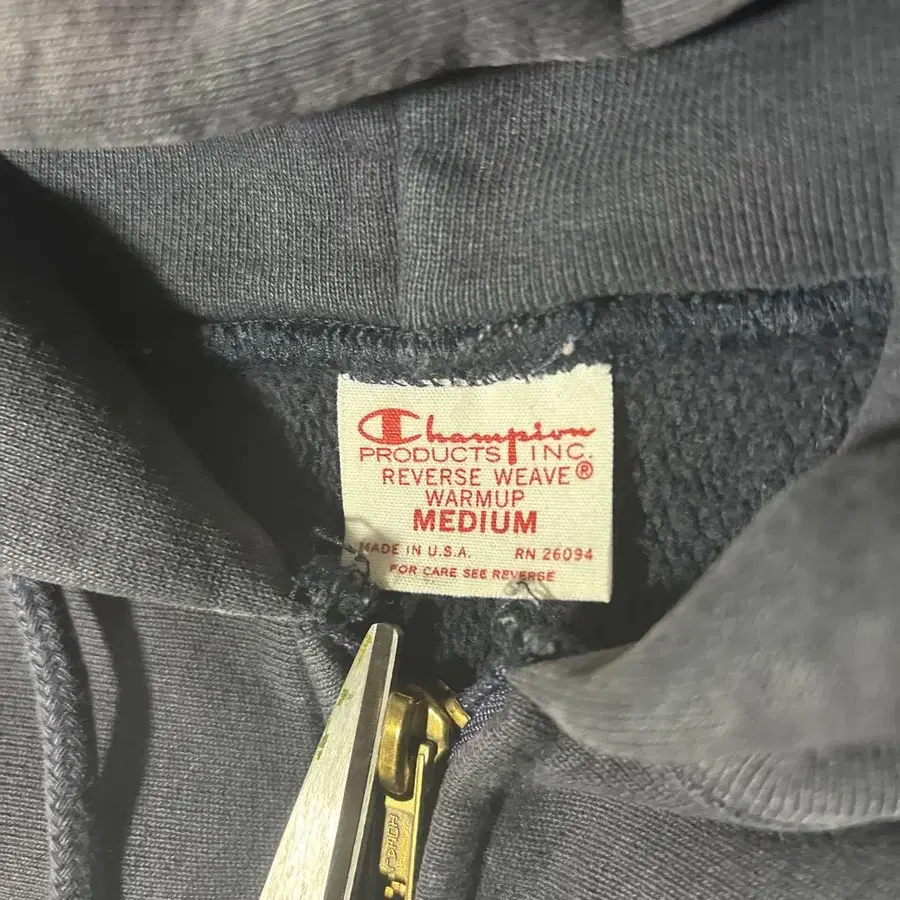 Champion
PRODUCTS INC.
REVERSE WEAVE®
WARMUP
MEDIUM
MADE IN U.S.A. RN 26094
FOR CARE SEE REVERSE